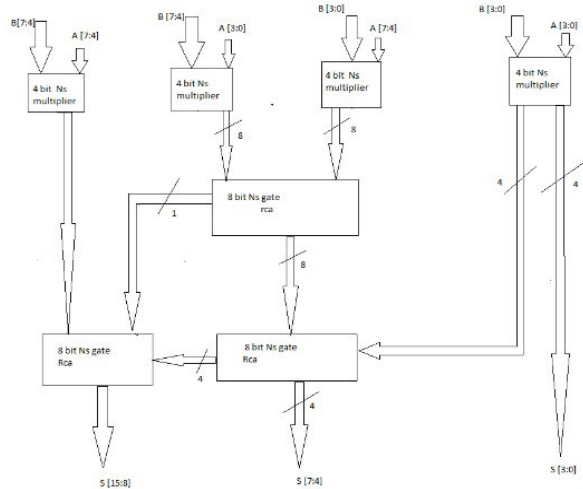 B[7:4]
A [7:4]
B [7:4]
A [3:0]
B [3:0]
A [7:4]
B [3:0]
A [3:0]
4 bit Ns
multiplier
4 bit Ns
multiplier
4 bit Ns
multiplier
4 bit Ns
multiplier
8
8
4
4
8 bit Ns gate
rca
1
8
8 bit Ns gate
Rca
8 bit Ns gate
Rca
4
4
S [15:8]
S [7:4]
S [3:0]